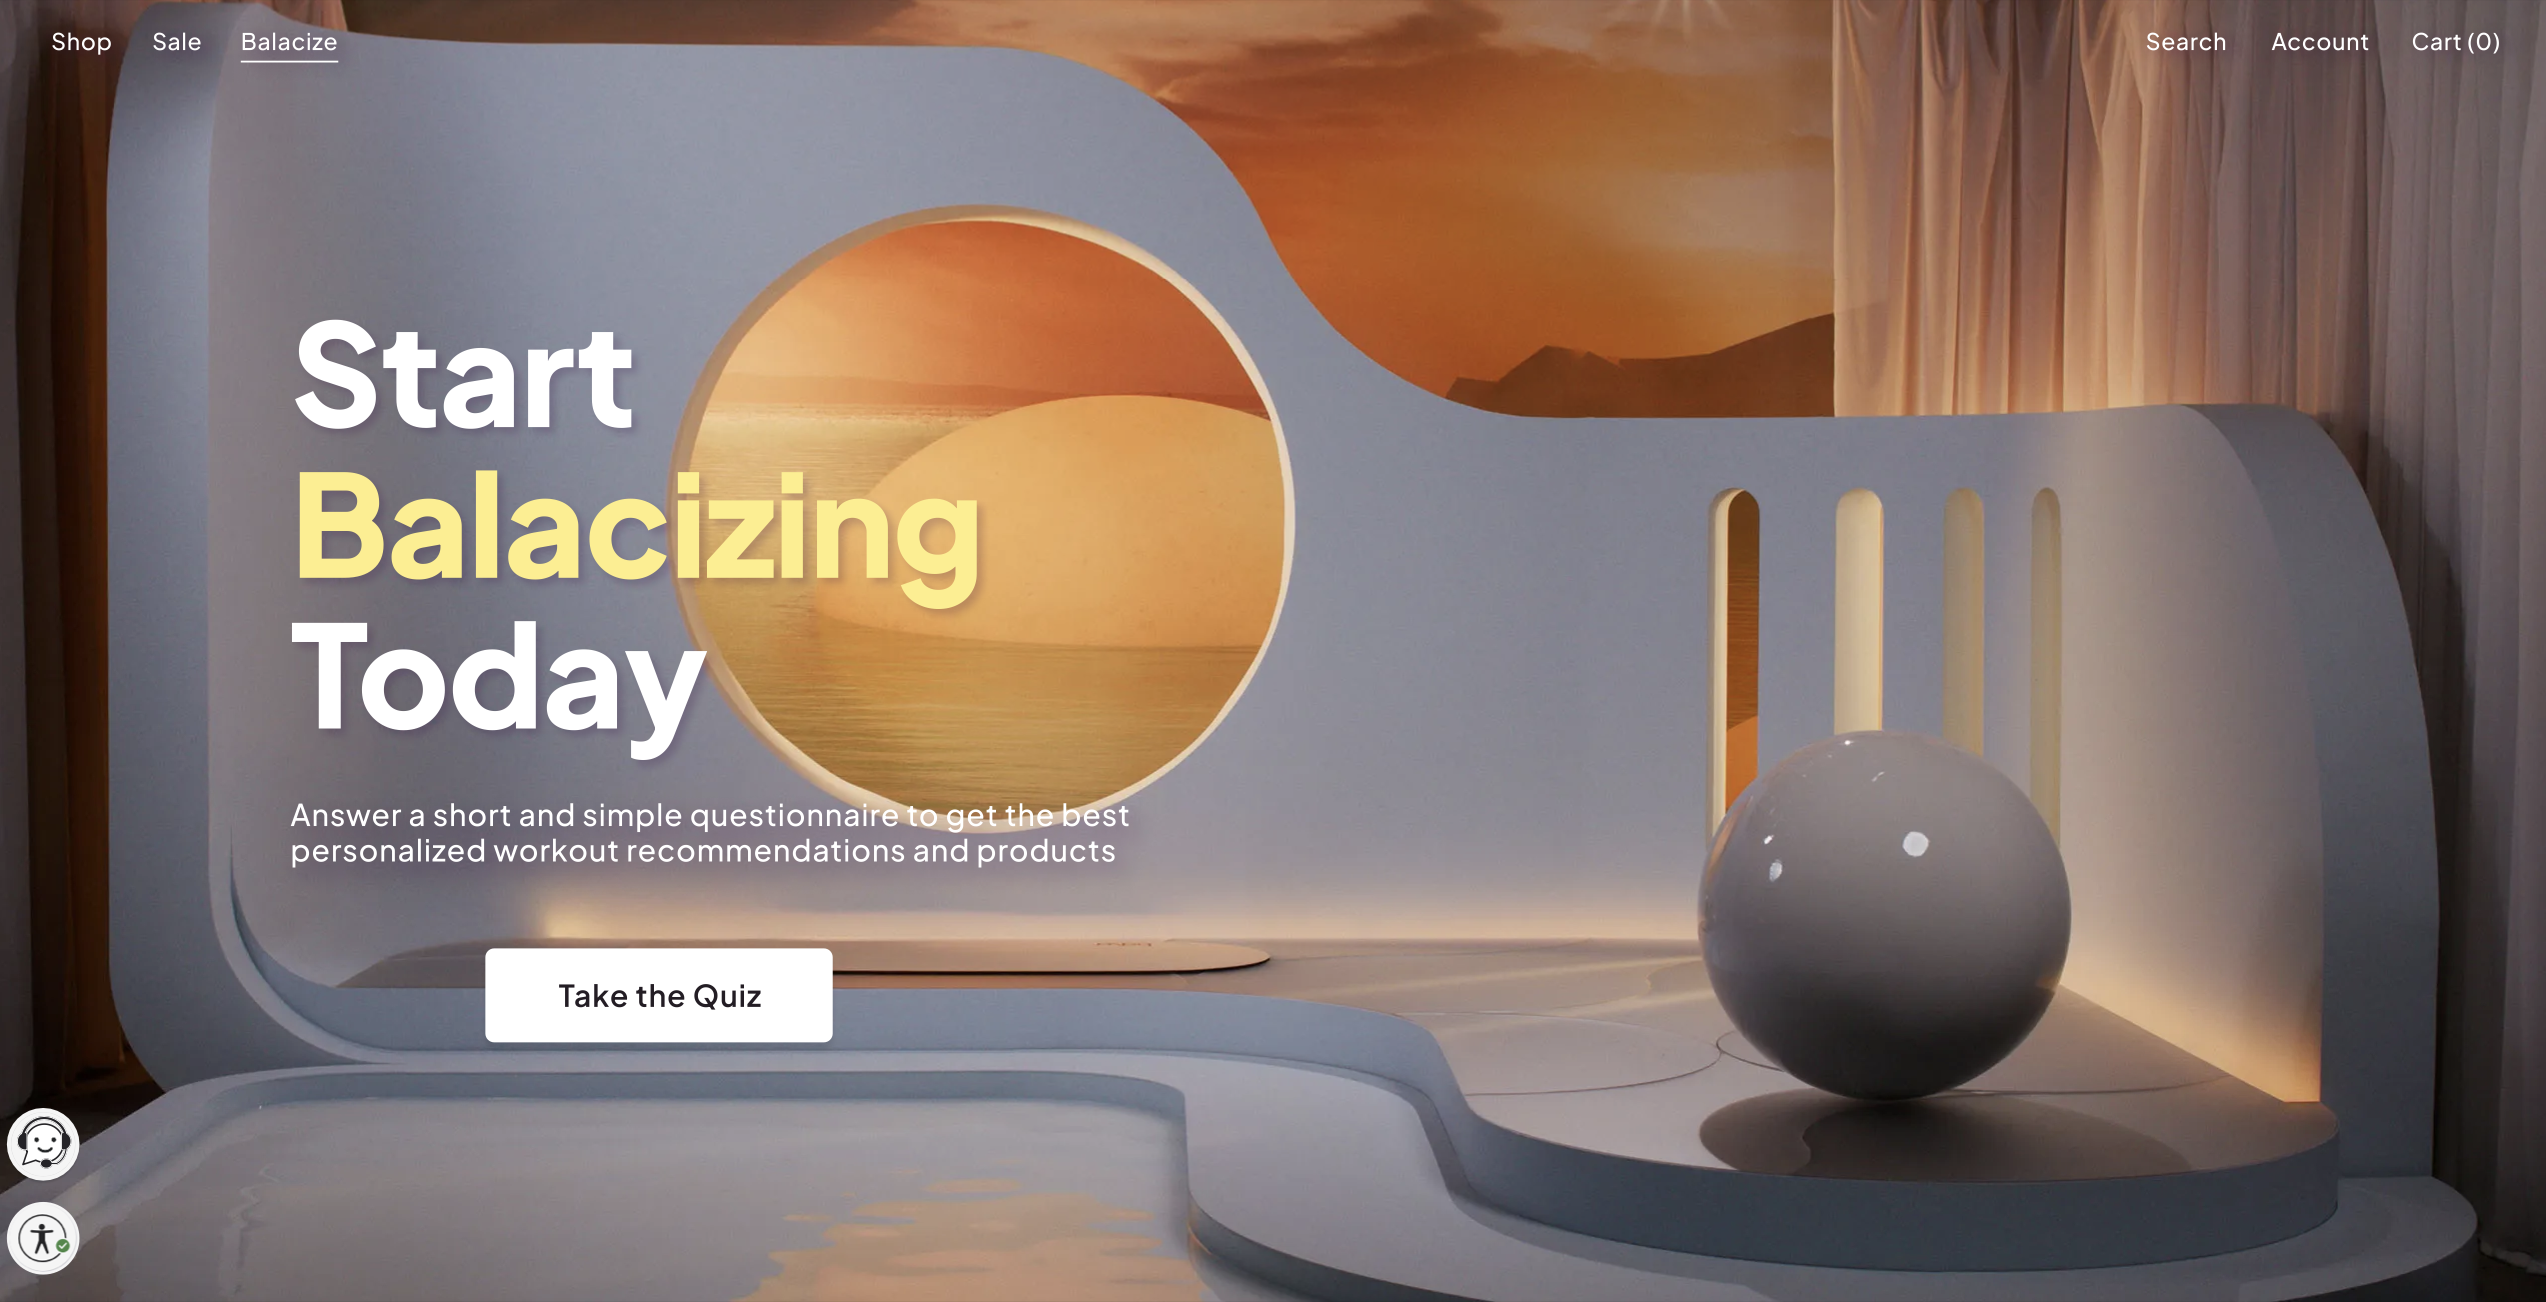 Shop
Sale
Balacize
Search
Account
Cart (0)
Start
Balacizing
Today
Answer a short and simple questionnaire to get the best
personalized workout recommendations and products
Take the Quiz